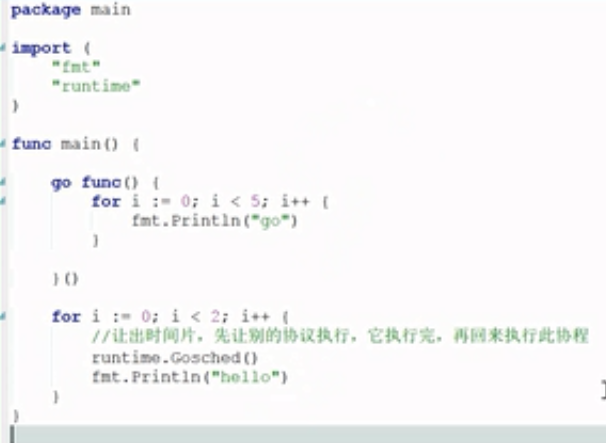 package main
import (
"fmt"
"runtime"
)
func main() {
go func() {
for i := 0; i < 5; i++ {
fmt.Println("go")
}
}()
for i := 0; i < 2; i++ {
//让出时间片，先让别的协议执行，它执行完，再回来执行此协程
runtime.Gosched()
fmt.Println("hello")
}
}